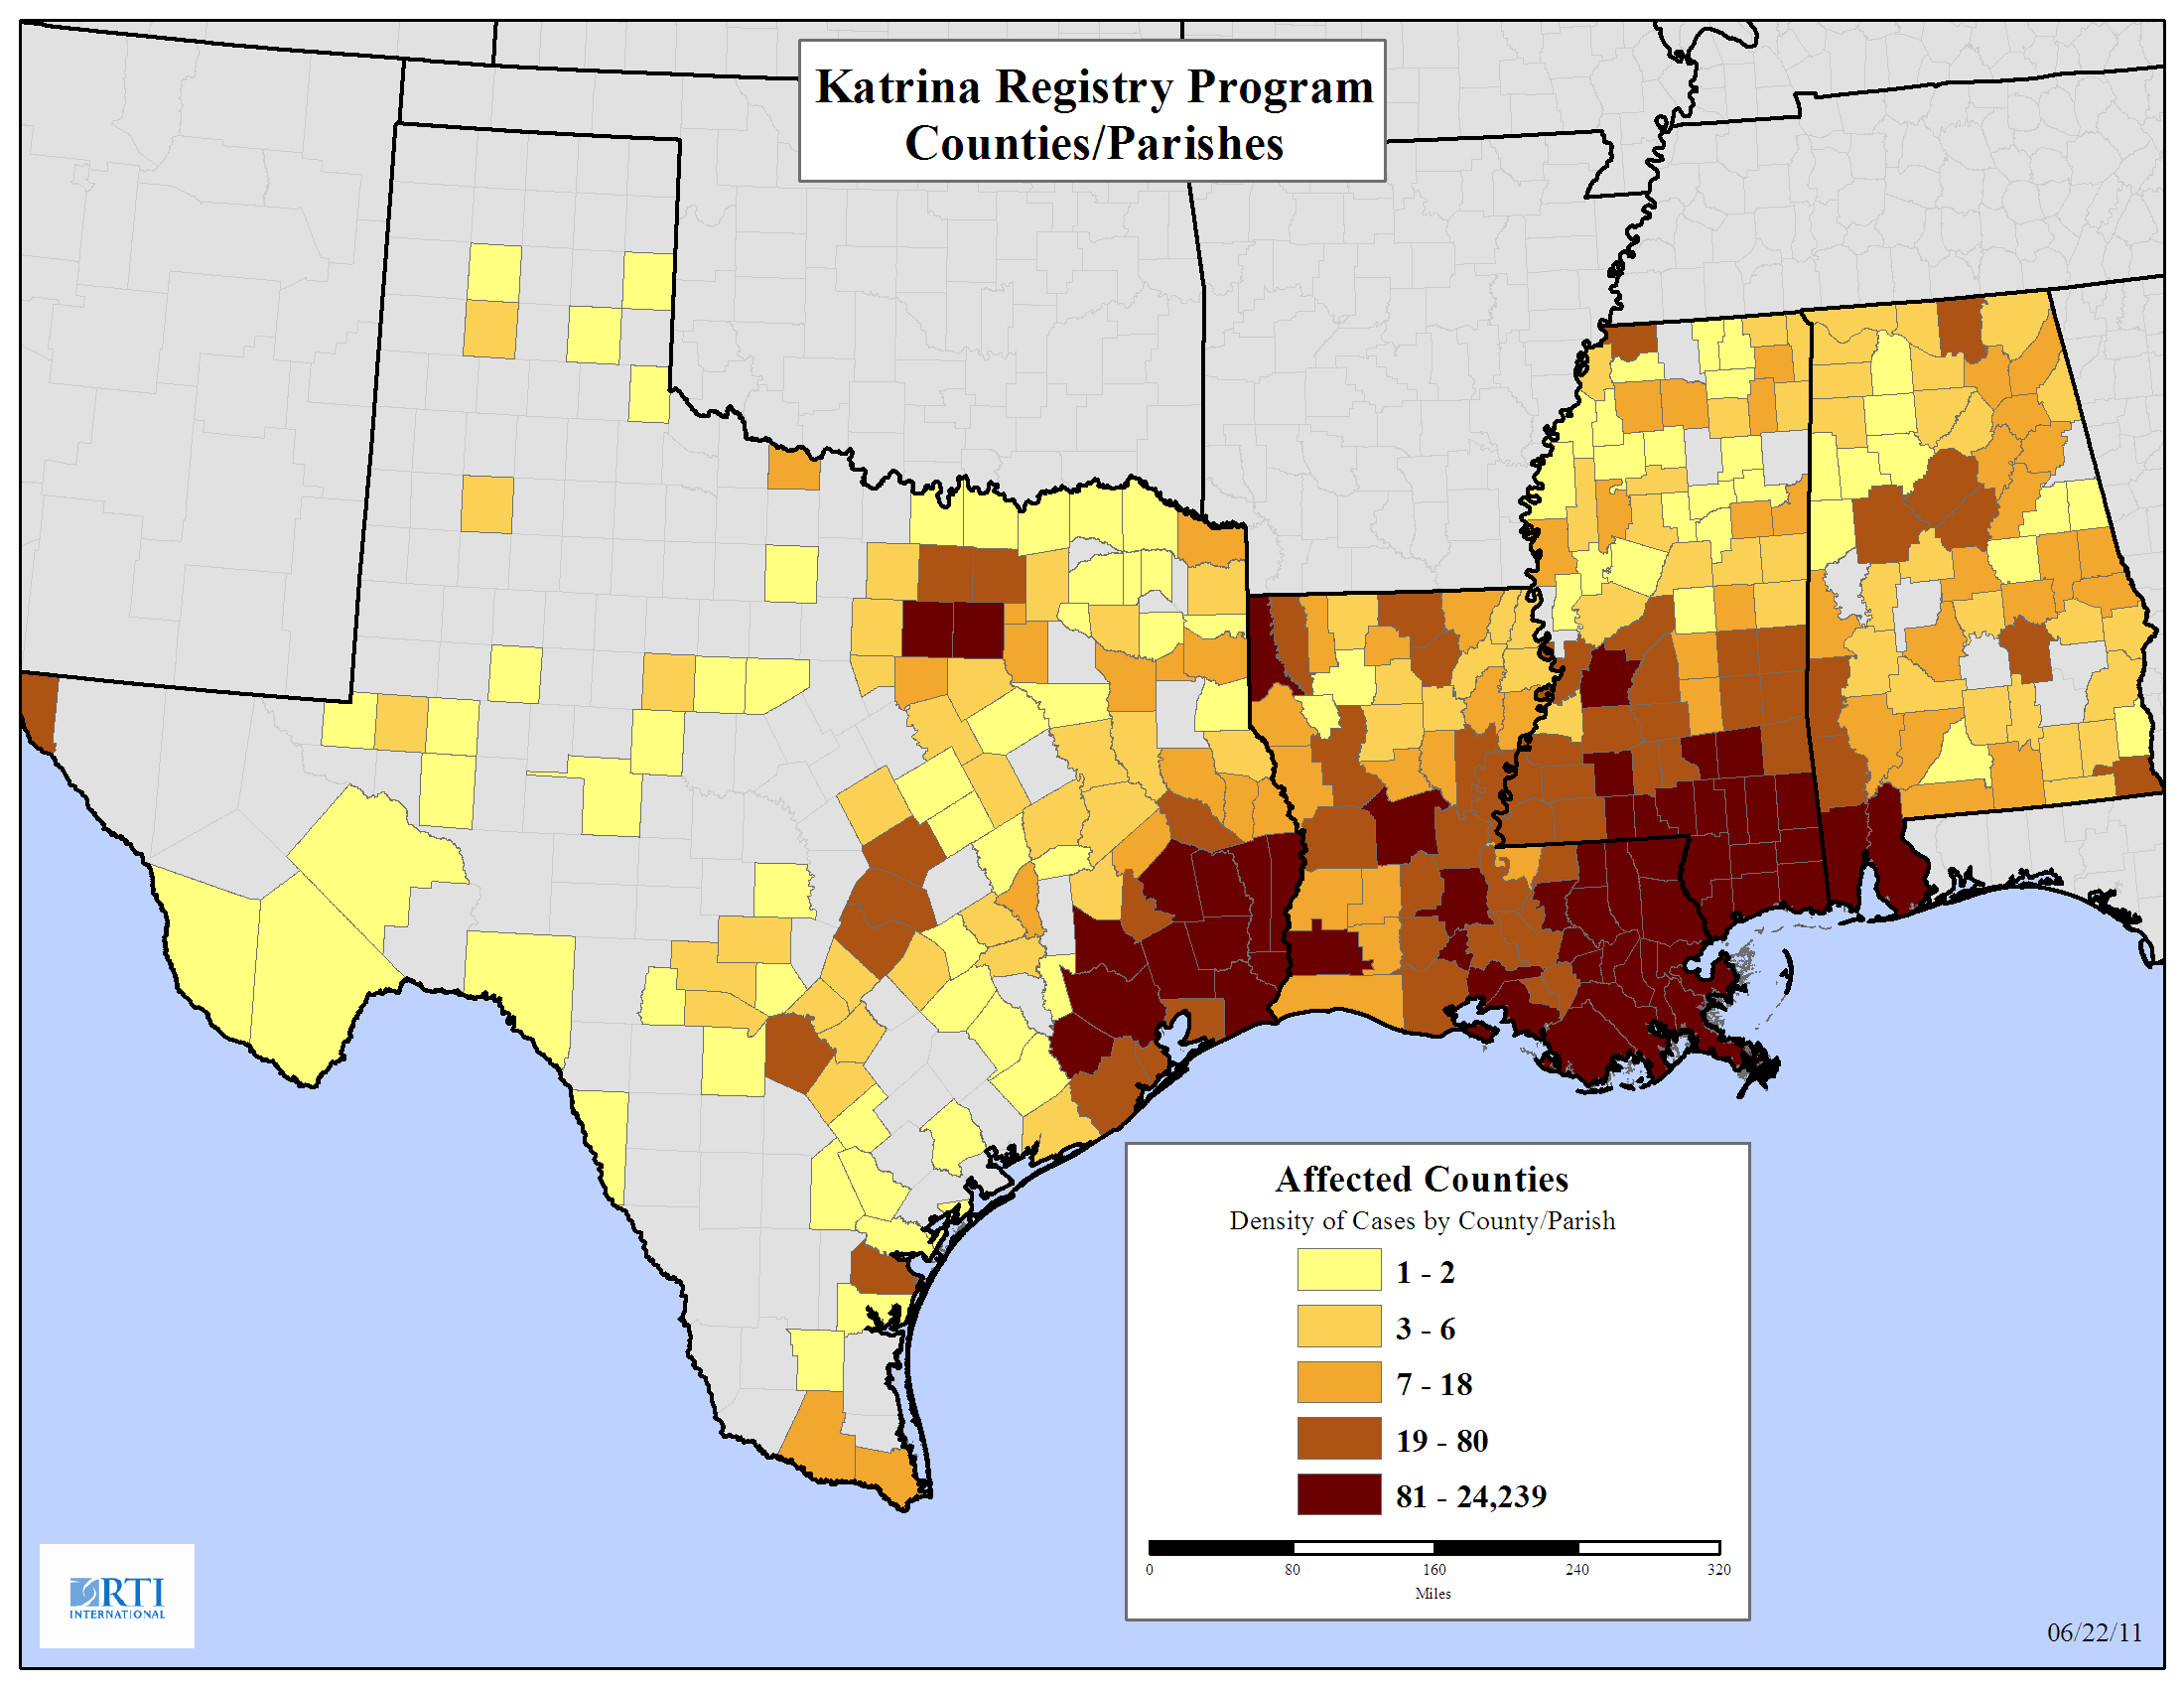 Katrina Registry Program
Counties/Parishes
Affected Counties
Density of Cases by County/Parish
1 - 2
3 - 6
7 - 18
19 - 80
81 - 24,239
0 80 160 240 320
Miles
RTI
INTERNATIONAL
06/22/11